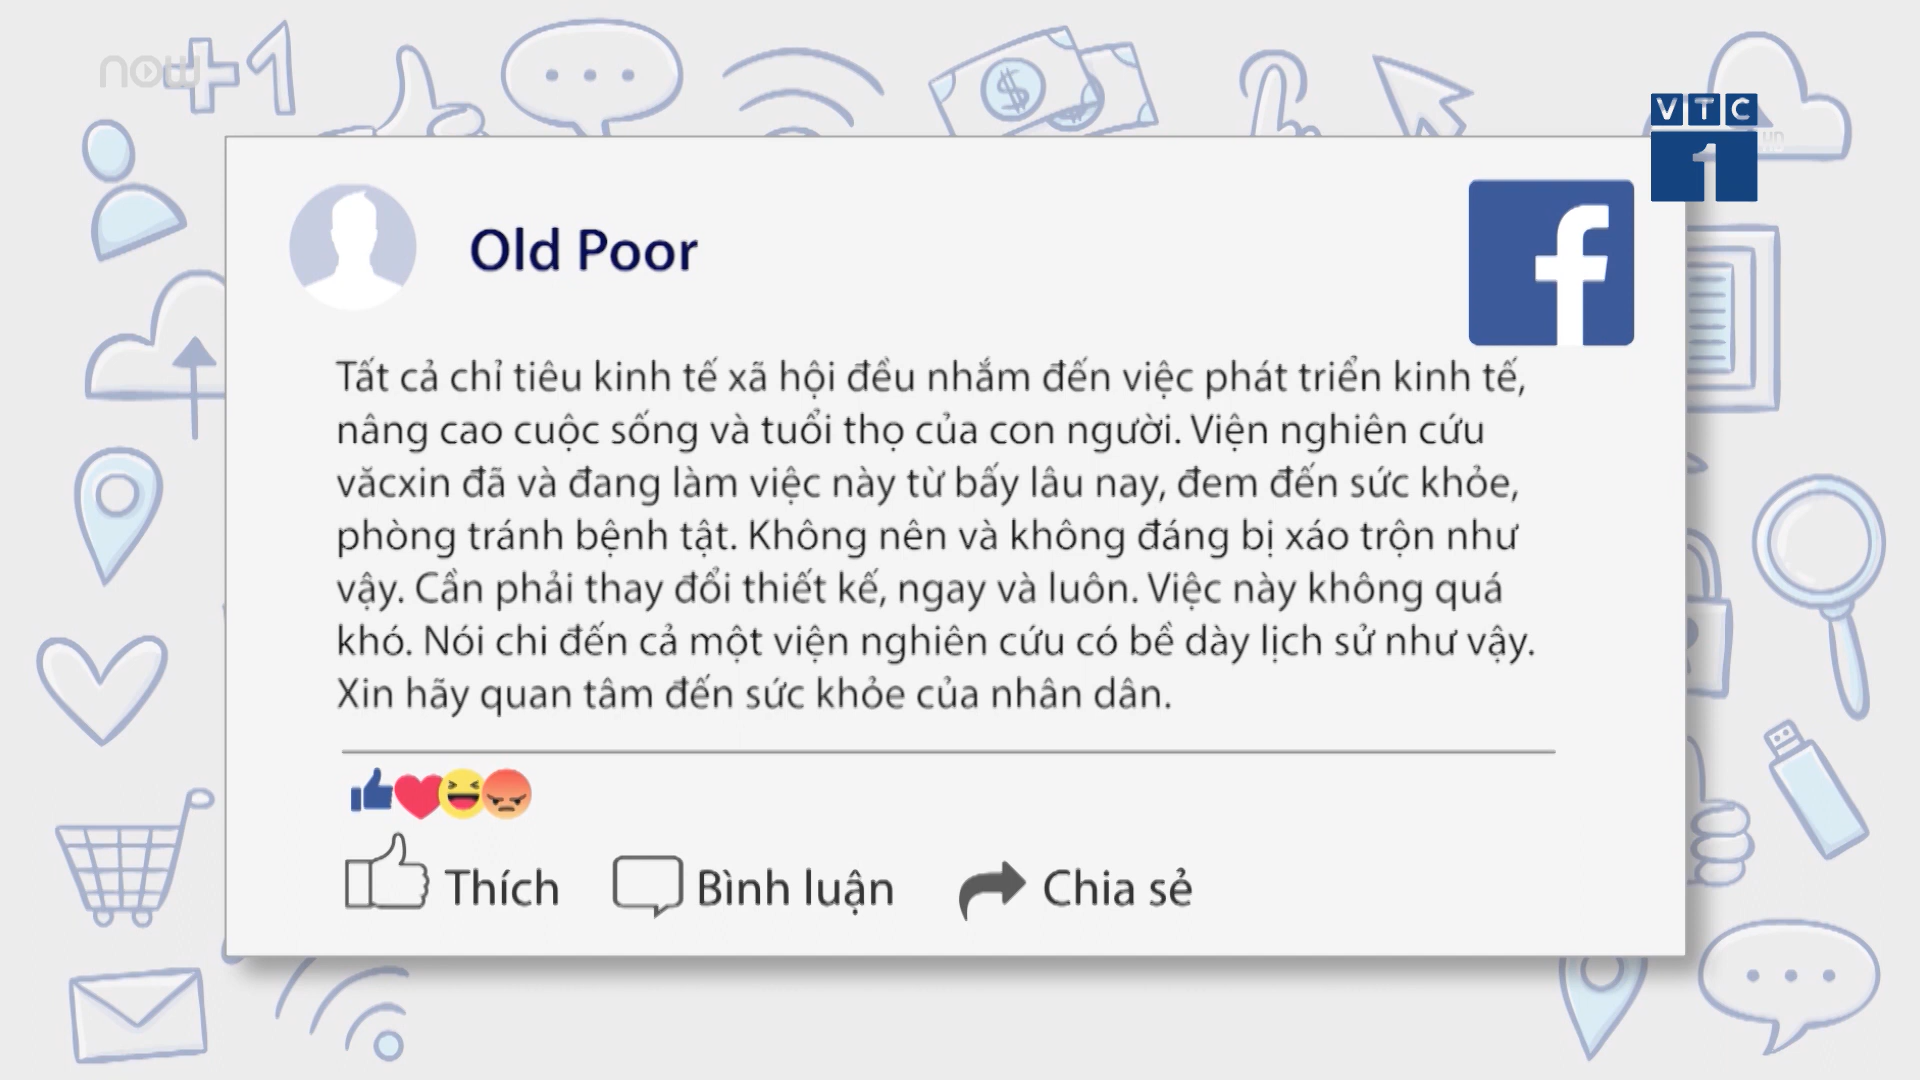 now
+1
VTC
1
HD
Old Poor
f
Tất cả chỉ tiêu kinh tế xã hội đều nhắm đến việc phát triển kinh tế,
nâng cao cuộc sống và tuổi thọ của con người. Viện nghiên cứu
văcxin đã và đang làm việc này từ bấy lâu nay, đem đến sức khỏe,
phòng tránh bệnh tật. Không nên và không đáng bị xáo trộn như
vậy. Cần phải thay đổi thiết kế, ngay và luôn. Việc này không quá
khó. Nói chi đến cả một viện nghiên cứu có bề dày lịch sử như vậy.
Xin hãy quan tâm đến sức khỏe của nhân dân.
Thích Bình luận Chia sẻ